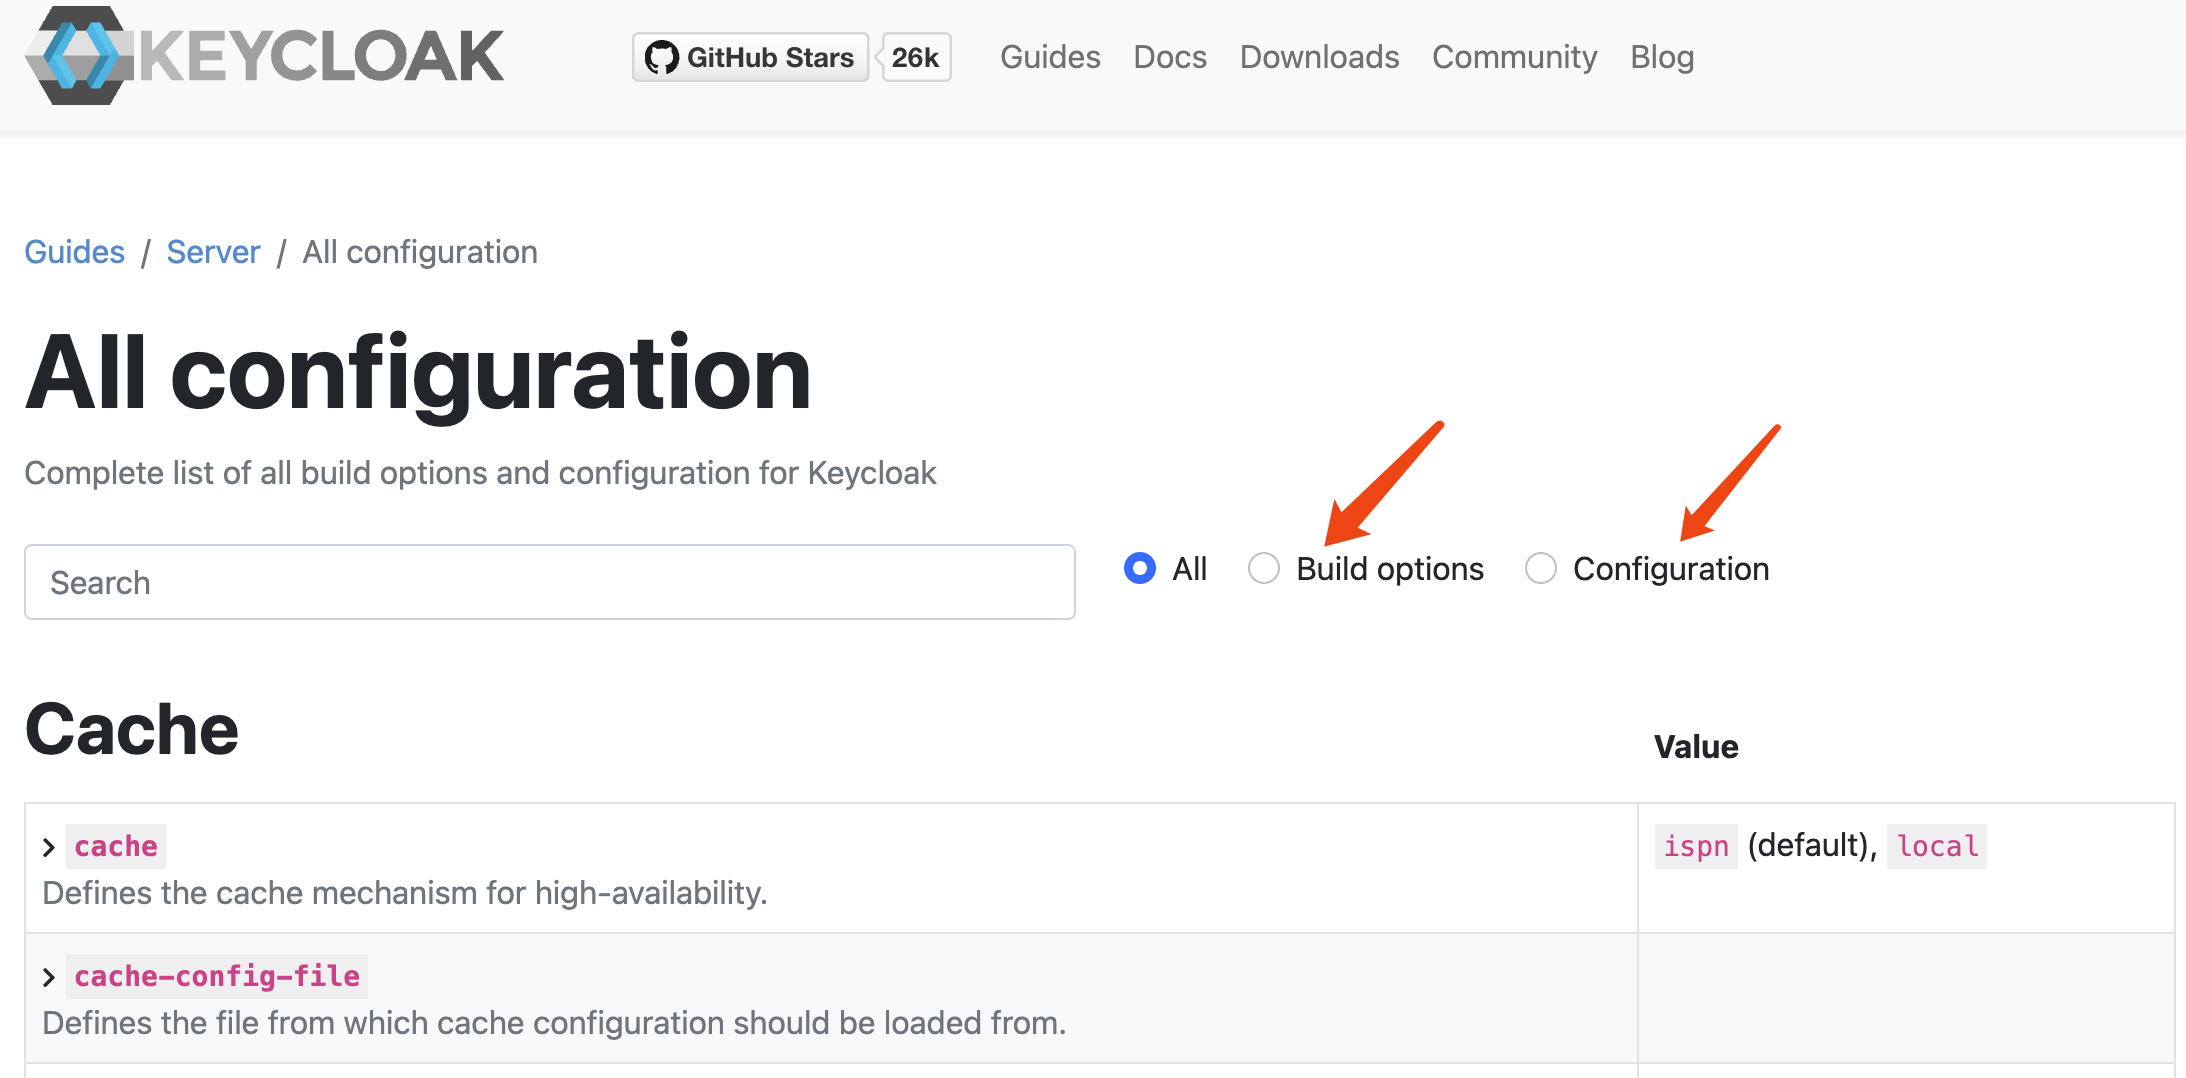 KEYCLOAK
GitHub Stars 26k Guides Docs Downloads Community Blog
Guides / Server / All configuration
All configuration
Complete list of all build options and configuration for Keycloak
Search All Build options Configuration
Cache Value
cache ispn (default), local
Defines the cache mechanism for high-availability.
cache-config-file
Defines the file from which cache configuration should be loaded from.